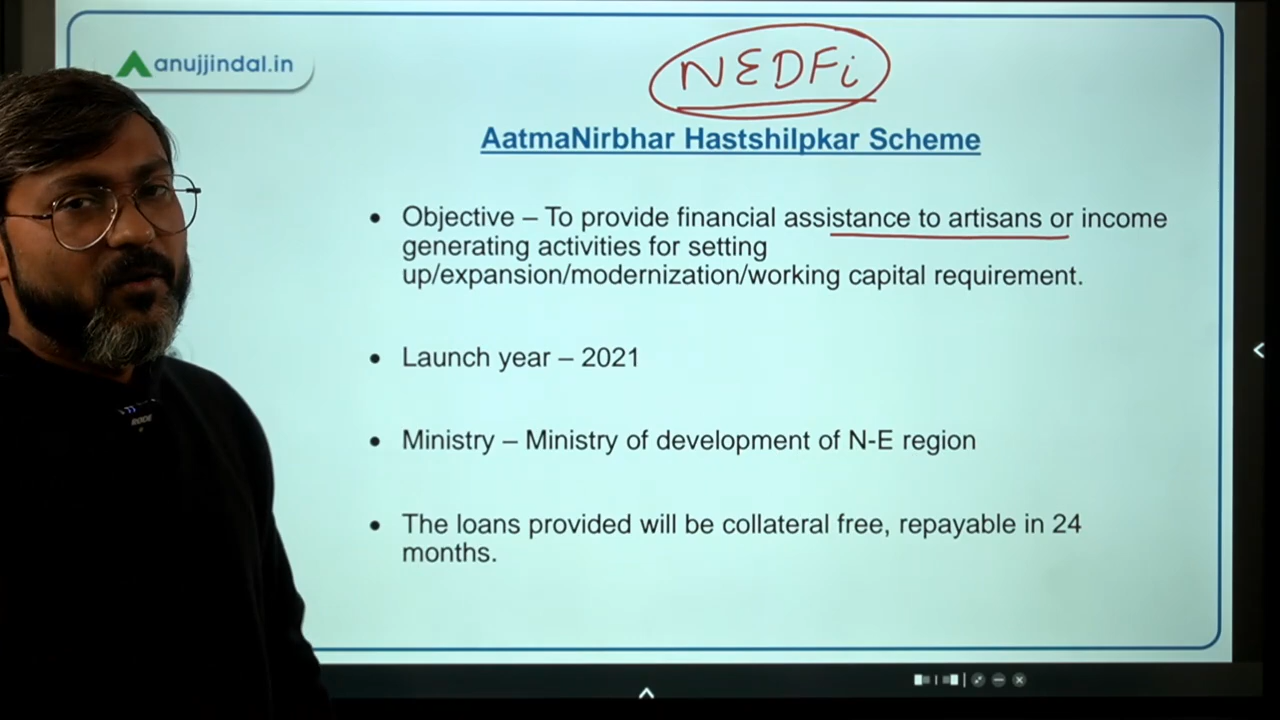 anujjindal.in
NEDFi
AatmaNirbhar Hastshilpkar Scheme
• Objective – To provide financial assistance to artisans or income
generating activities for setting
up/expansion/modernization/working capital requirement.
• Launch year – 2021
• Ministry – Ministry of development of N-E region
• The loans provided will be collateral free, repayable in 24
months.
RODE